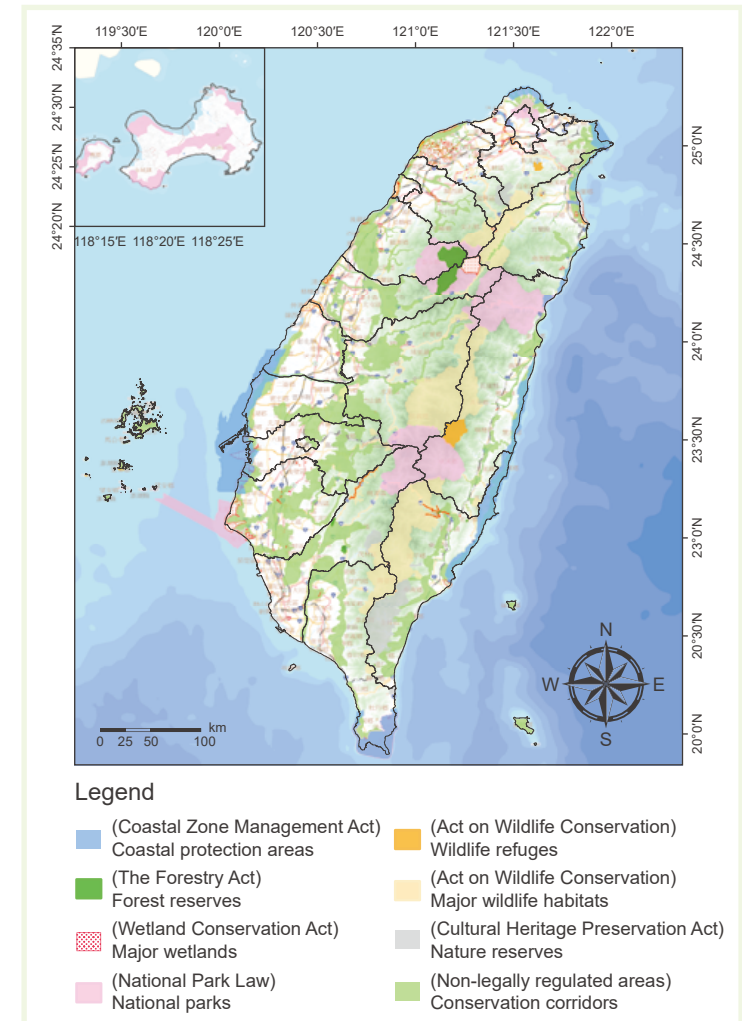 119°30'E 120°0'E 120°30'E 121°0'E 121°30'E 122°0'E
24°35'N
24°30'N
24°25'N
24°20'N
118°15'E 118°20'E 118°25'E
25°0'N
24°30'N
24°0'N
23°30'N
23°0'N
20°30'N
20°0'N
N
W E
S
km
0 25 50 100
Legend
(Coastal Zone Management Act)
Coastal protection areas
(The Forestry Act)
Forest reserves
(Wetland Conservation Act)
Major wetlands
(National Park Law)
National parks
(Act on Wildlife Conservation)
Wildlife refuges
(Act on Wildlife Conservation)
Major wildlife habitats
(Cultural Heritage Preservation Act)
Nature reserves
(Non-legally regulated areas)
Conservation corridors